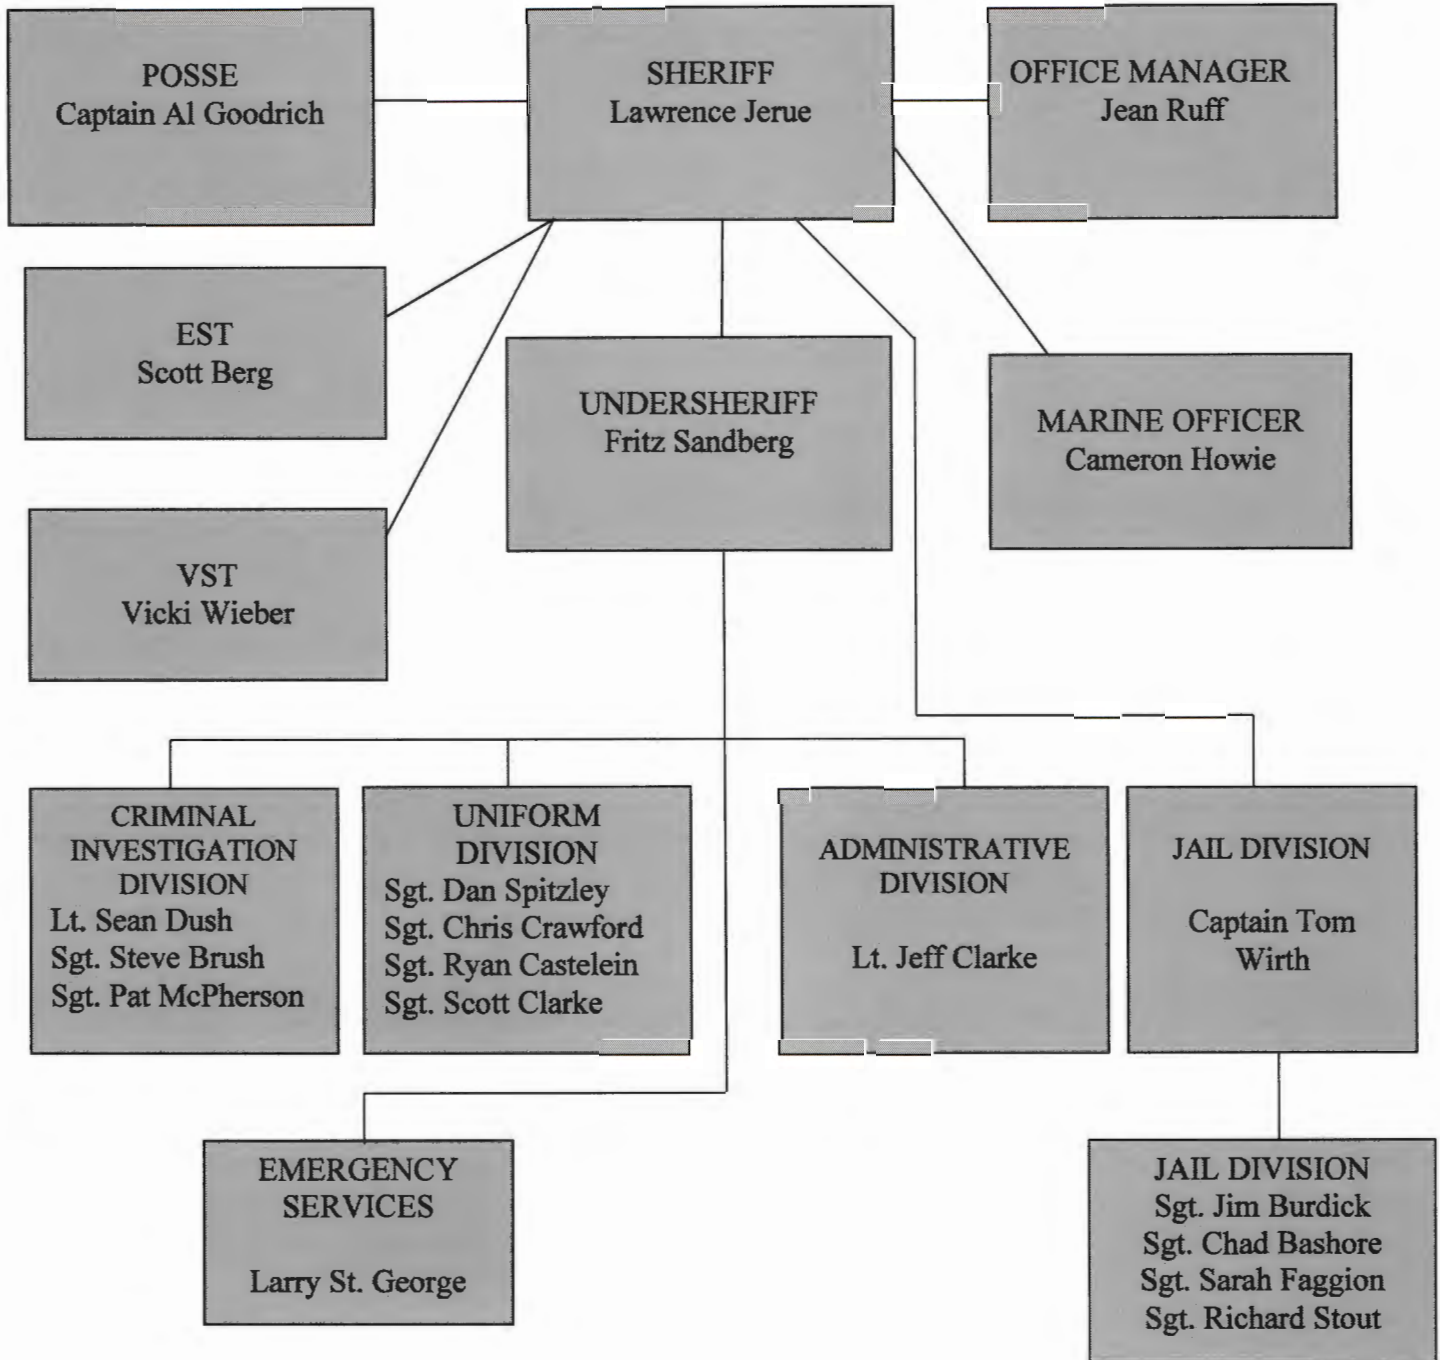 POSSE
Captain Al Goodrich
SHERIFF
Lawrence Jerue
OFFICE MANAGER
Jean Ruff
EST
Scott Berg
UNDERSHERIFF
Fritz Sandberg
MARINE OFFICER
Cameron Howie
VST
Vicki Wieber
CRIMINAL
INVESTIGATION
DIVISION
Lt. Sean Dush
Sgt. Steve Brush
Sgt. Pat McPherson
UNIFORM
DIVISION
Sgt. Dan Spitzley
Sgt. Chris Crawford
Sgt. Ryan Castelein
Sgt. Scott Clarke
ADMINISTRATIVE
DIVISION
Lt. Jeff Clarke
JAIL DIVISION
Captain Tom
Wirth
EMERGENCY
SERVICES
Larry St. George
JAIL DIVISION
Sgt. Jim Burdick
Sgt. Chad Bashore
Sgt. Sarah Faggion
Sgt. Richard Stout